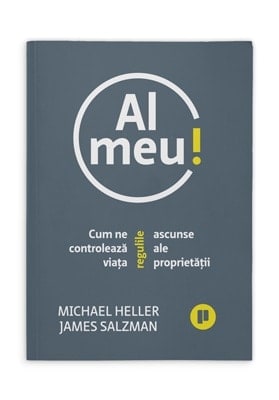 Al
meu!
Cum ne
controlează
viața
regulile
ascunse
ale
proprietății
MICHAEL HELLER
JAMES SALZMAN
P